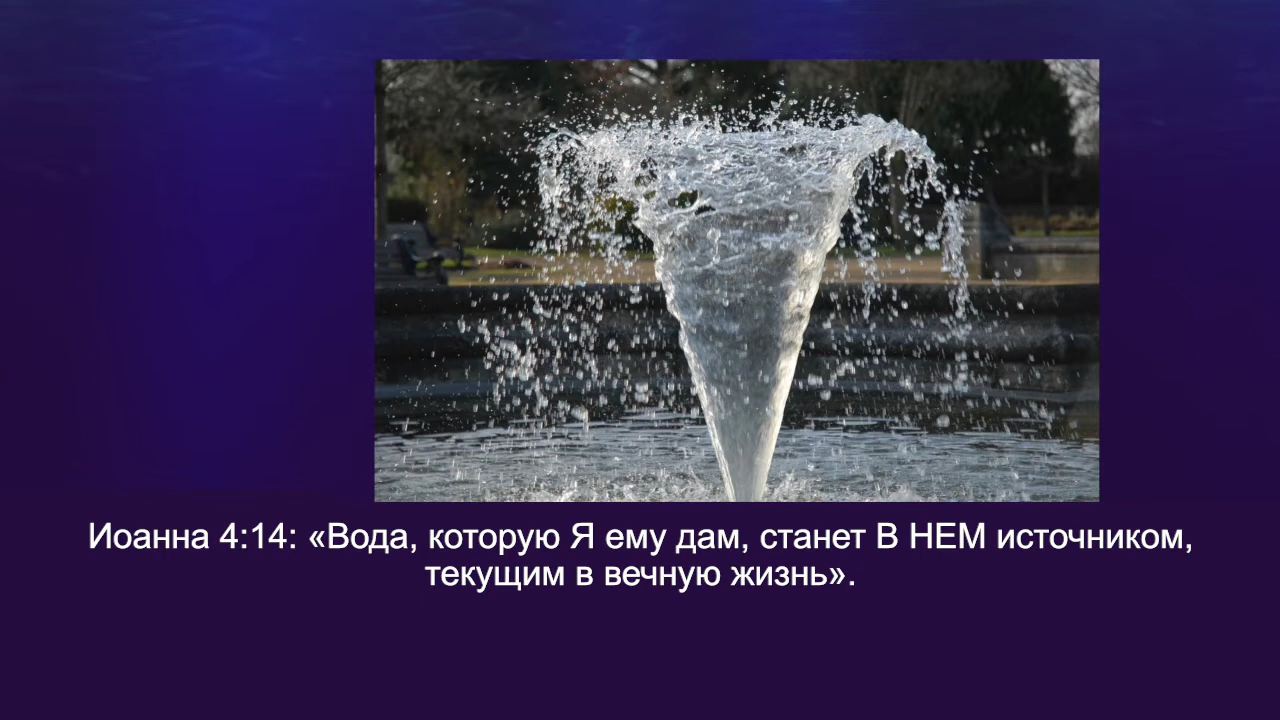 Иоанна 4:14: «Вода, которую Я ему дам, станет В НЕМ источником,
текущим в вечную жизнь».